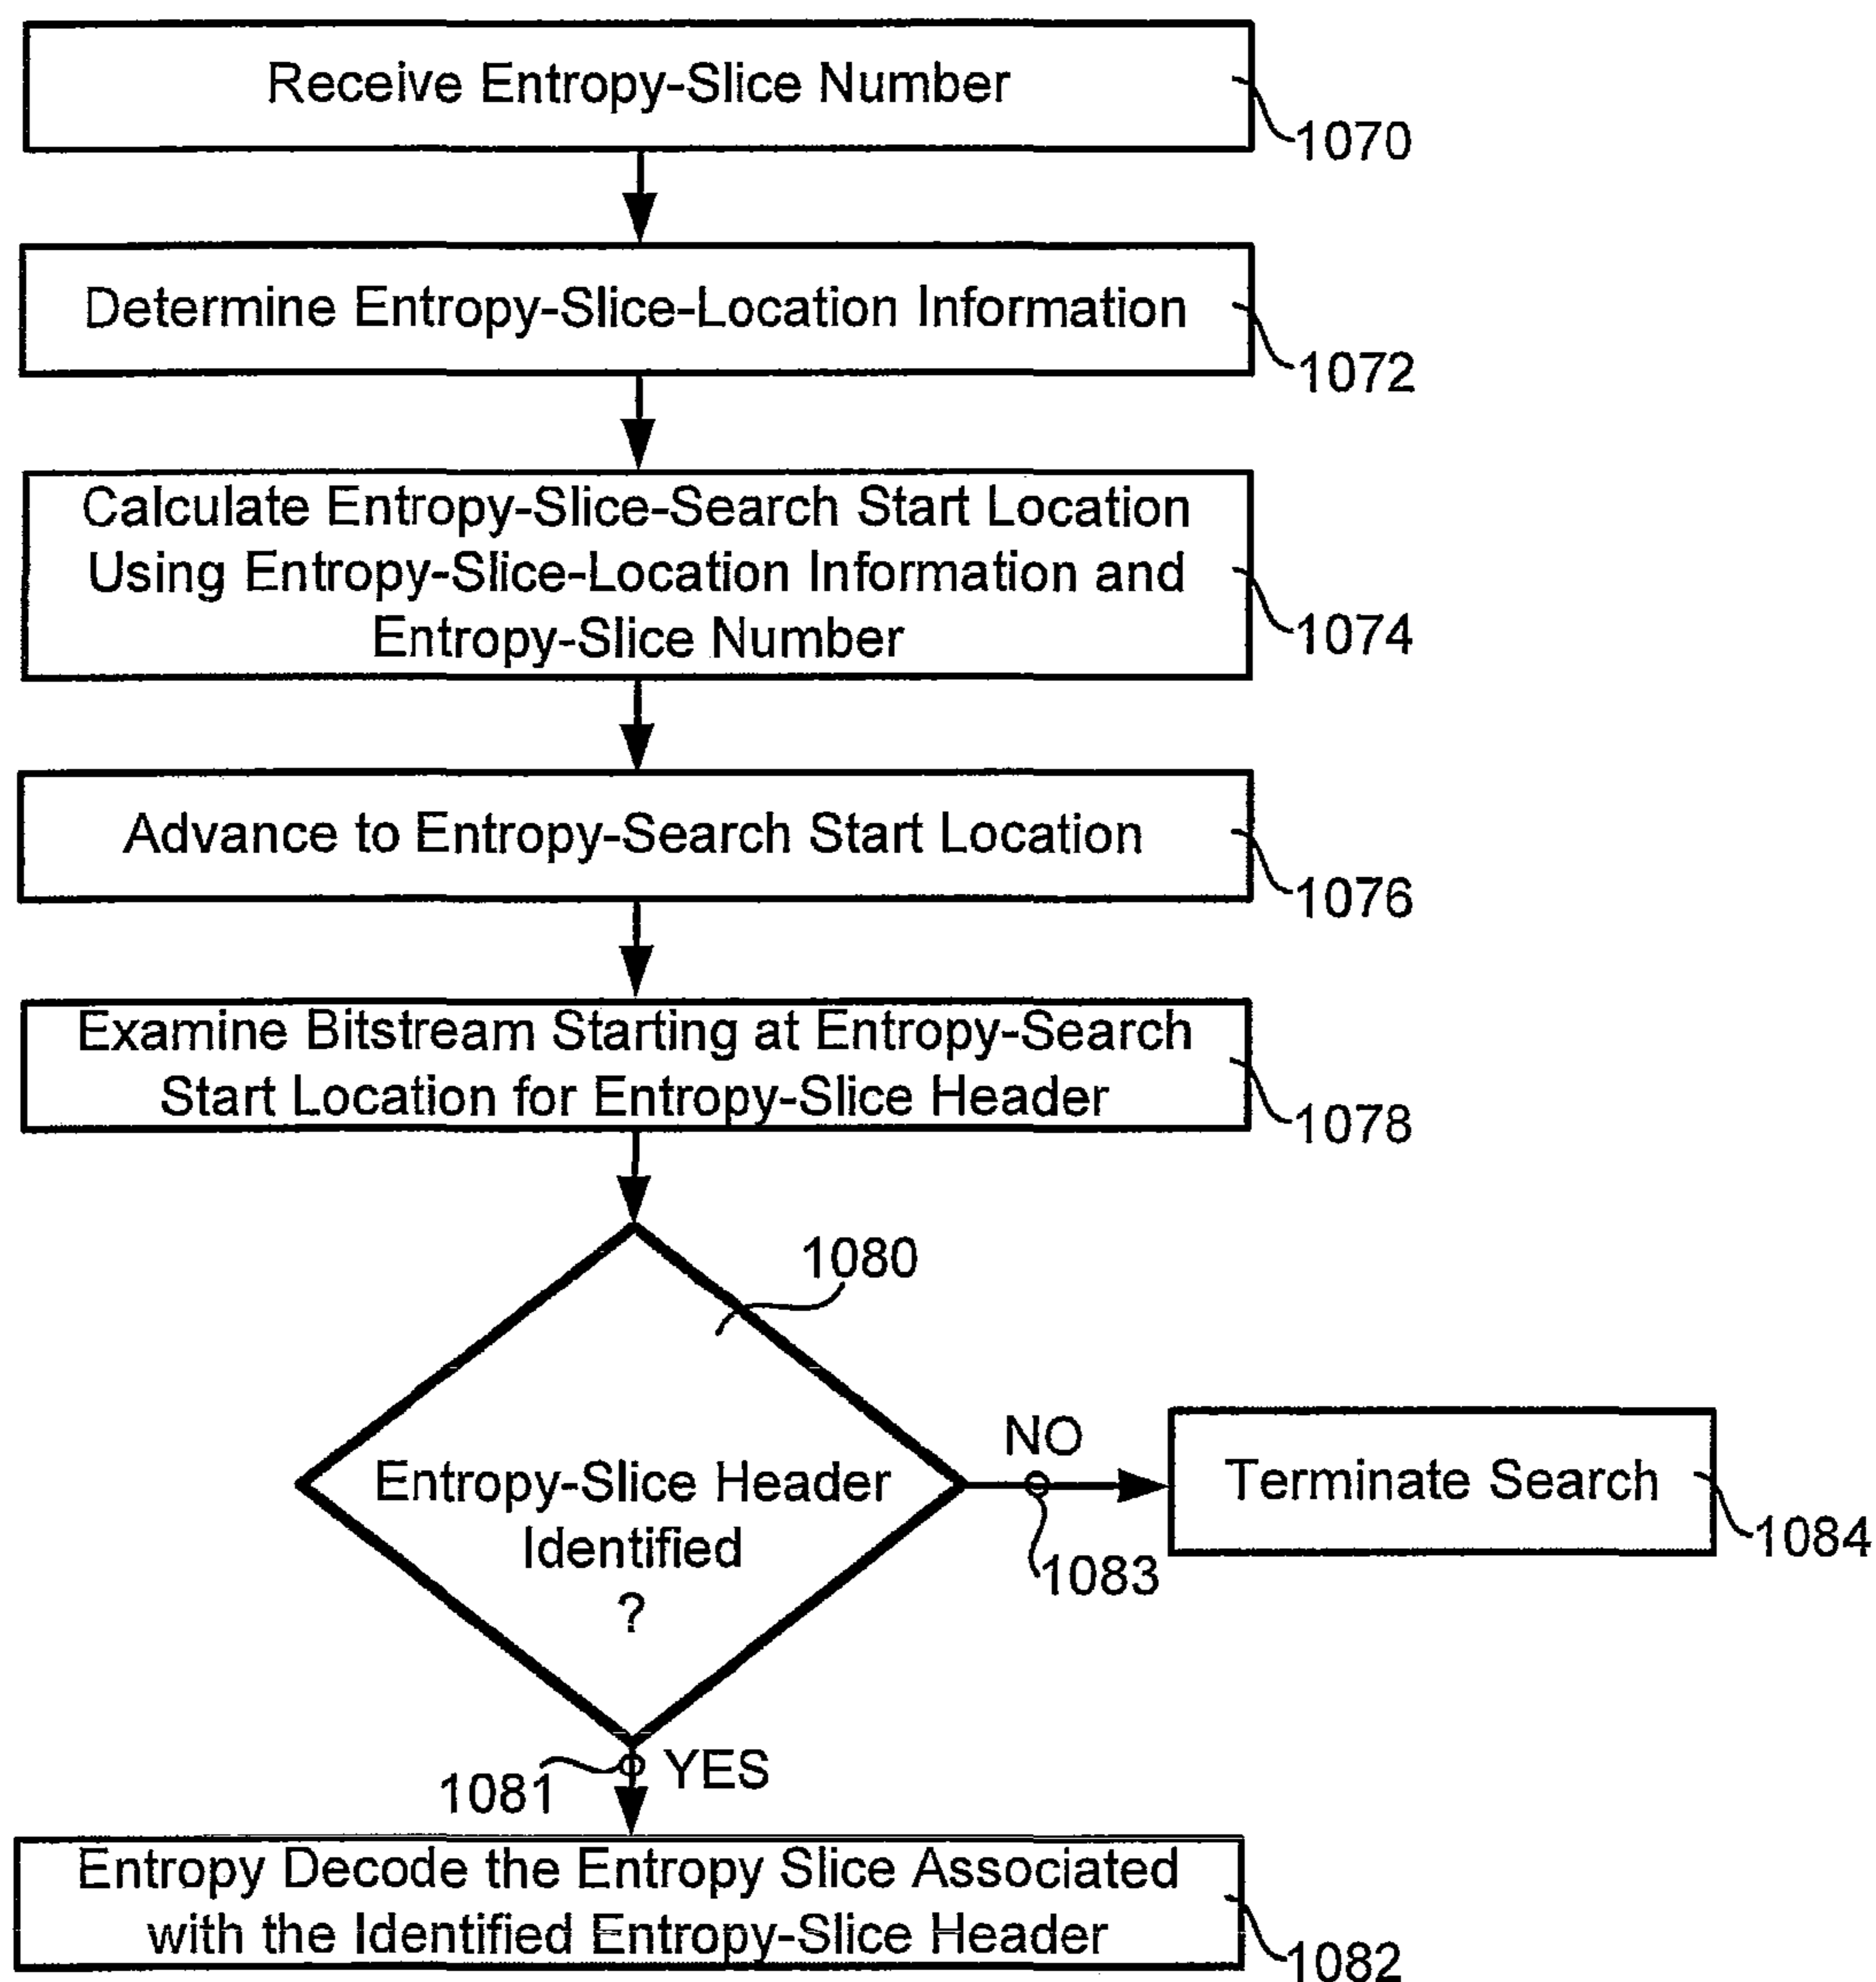 Receive Entropy-Slice Number
1070
Determine Entropy-Slice-Location Information
1072
Calculate Entropy-Slice-Search Start Location
Using Entropy-Slice-Location Information and
Entropy-Slice Number
1074
Advance to Entropy-Search Start Location
1076
Examine Bitstream Starting at Entropy-Search
Start Location for Entropy-Slice Header
1078
1080
Entropy-Slice Header
Identified
?
NO
1083
Terminate Search
1084
1081
YES
Entropy Decode the Entropy Slice Associated
with the Identified Entropy-Slice Header
1082